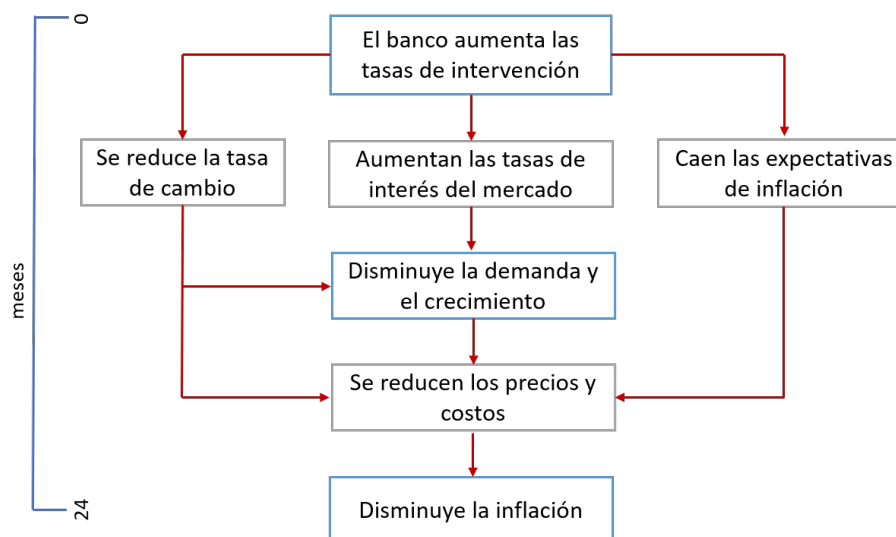 0
El banco aumenta las
tasas de intervención
Se reduce la tasa
de cambio
Aumentan las tasas de
interés del mercado
Caen las expectativas
de inflación
meses
Disminuye la demanda y
el crecimiento
Se reducen los precios y
costos
24
Disminuye la inflación